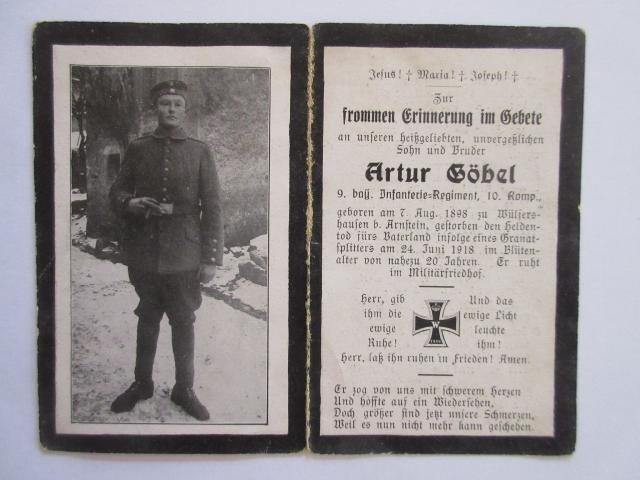 Jesus! † Maria! † Joseph! †
Zur
frommen Erinnerung im Gebete
an unseren heißgeliebten, unvergeßlichen
Sohn und Bruder
Artur Göbel
9. bay. Infanterie-Regiment, 10. Komp.,
geboren am 7. Aug. 1898 zu Wülfers-
hausen b. Arnstein, gestorben den Helden-
tod fürs Vaterland infolge eines Granat-
splitters am 24. Juni 1918 im Blüten-
alter von nahezu 20 Jahren. Er ruht
im Militärfriedhof.
Herr, gib
ihm die
ewige
Ruhe!
W
1914
Und das
ewige Licht
leuchte
ihm!
Herr, laß ihn ruhen in Frieden! Amen.
Er zog von uns mit schwerem Herzen
Und hoffte auf ein Wiedersehen,
Doch größer sind jetzt unsere Schmerzen,
Weil es nun nicht mehr kann geschehen.